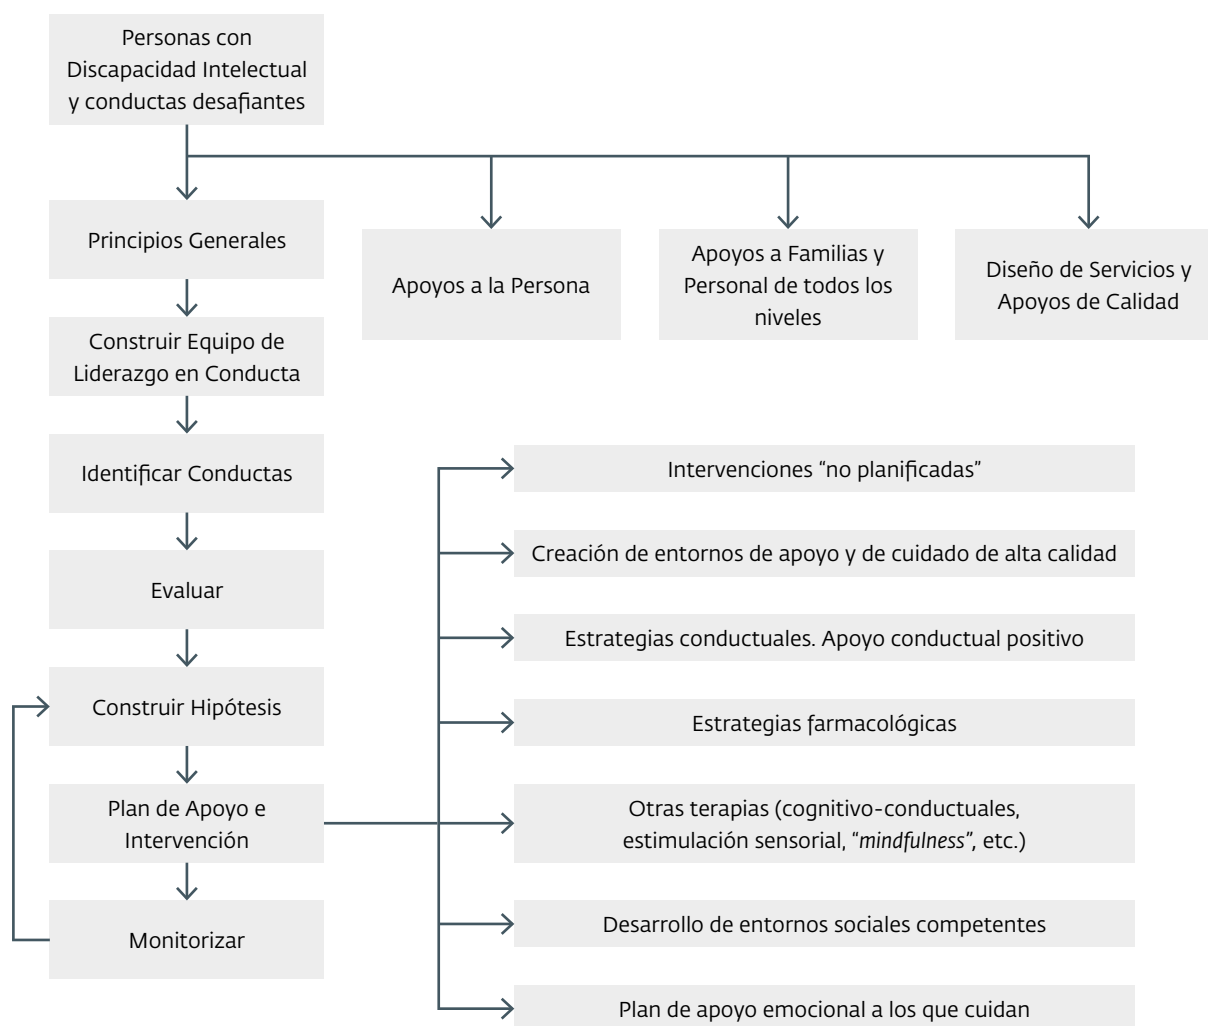 Personas con
Discapacidad Intelectual
y conductas desafiantes
Principios Generales
Apoyos a la Persona
Apoyos a Familias y
Personal de todos los
niveles
Diseño de Servicios y
Apoyos de Calidad
Construir Equipo de
Liderazgo en Conducta
Identificar Conductas
Evaluar
Construir Hipótesis
Plan de Apoyo e
Intervención
Monitorizar
Intervenciones “no planificadas”
Creación de entornos de apoyo y de cuidado de alta calidad
Estrategias conductuales. Apoyo conductual positivo
Estrategias farmacológicas
Otras terapias (cognitivo-conductuales,
estimulación sensorial, “mindfulness”, etc.)
Desarrollo de entornos sociales competentes
Plan de apoyo emocional a los que cuidan